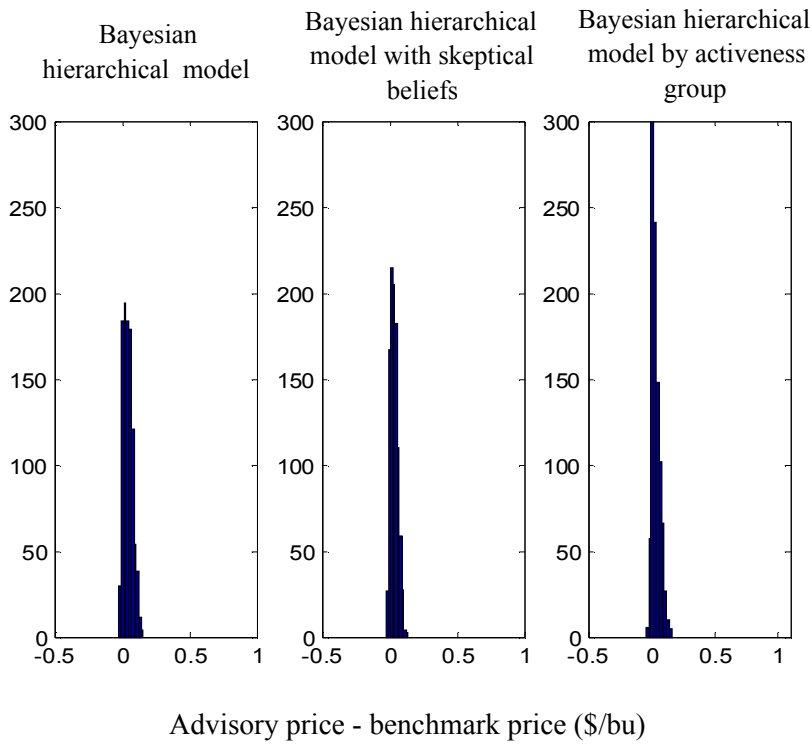 Bayesian
hierarchical model
Bayesian hierarchical
model with skeptical
beliefs
Bayesian hierarchical
model by activeness
group
300
250
200
150
100
50
0
-0.5 0 0.5 1
300
250
200
150
100
50
0
-0.5 0 0.5 1
300
250
200
150
100
50
0
-0.5 0 0.5 1
Advisory price - benchmark price ($/bu)